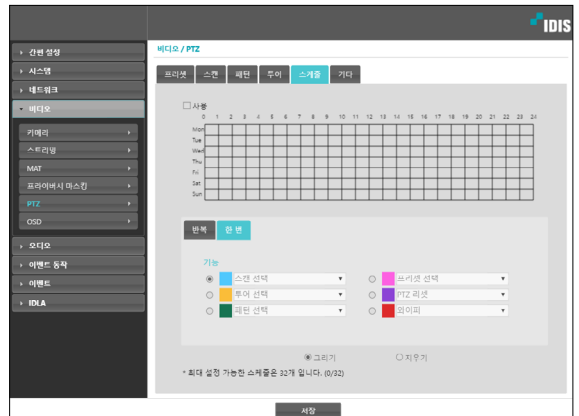 IDIS
간편 설정
시스템
네트워크
비디오
카메라
스트리밍
MAT
프라이버시 마스킹
PTZ
OSD
오디오
이벤트 동작
이벤트
IDLA
비디오 / PTZ
프리셋 스캔 패턴 투어 스케줄 기타
사용
0 1 2 3 4 5 6 7 8 9 10 11 12 13 14 15 16 17 18 19 20 21 22 23 24
Mon
Tue
Wed
Thu
Fri
Sat
Sun
반복 한 번
기능
스캔 선택 프리셋 선택
투어 선택 PTZ 리셋
패턴 선택 와이퍼
그리기 지우기
* 최대 설정 가능한 스케줄은 32개 입니다. (0/32)
저장